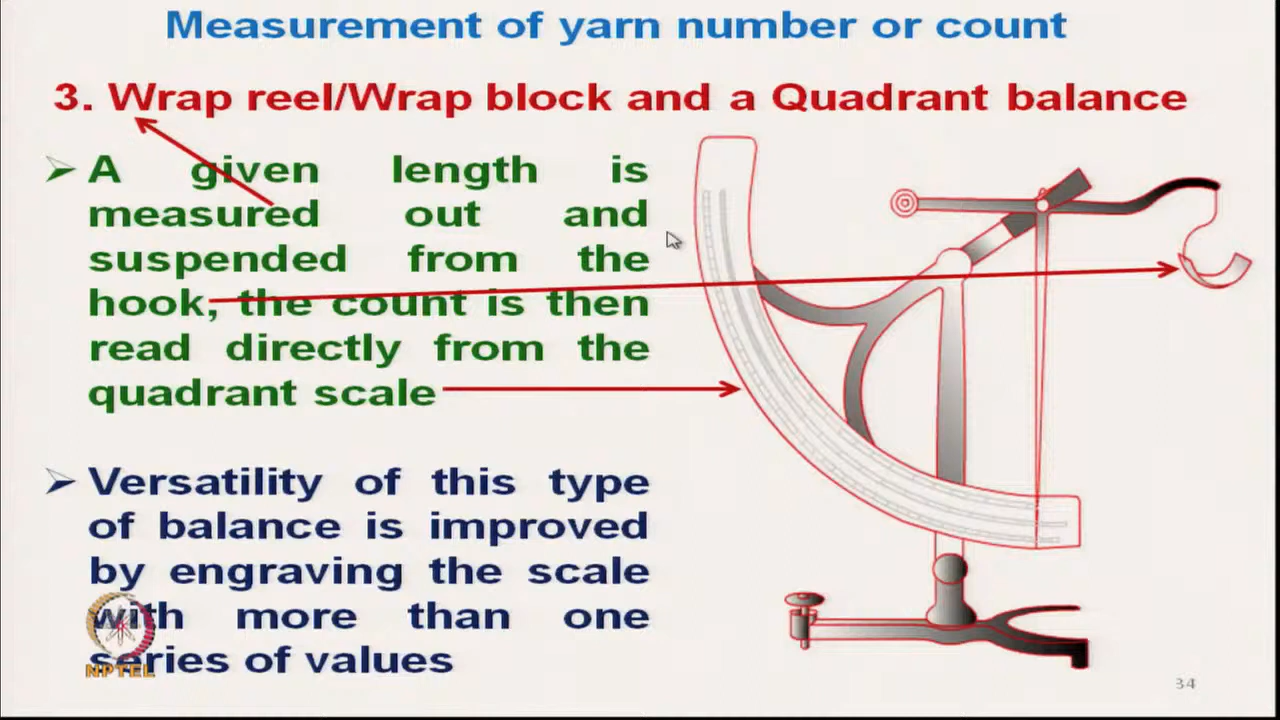 Measurement of yarn number or count
3. Wrap reel/Wrap block and a Quadrant balance
➢ A given length is
measured out and
suspended from the
hook, the count is then
read directly from the
quadrant scale
➢ Versatility of this type
of balance is improved
by engraving the scale
with more than one
series of values
NPTEL
34